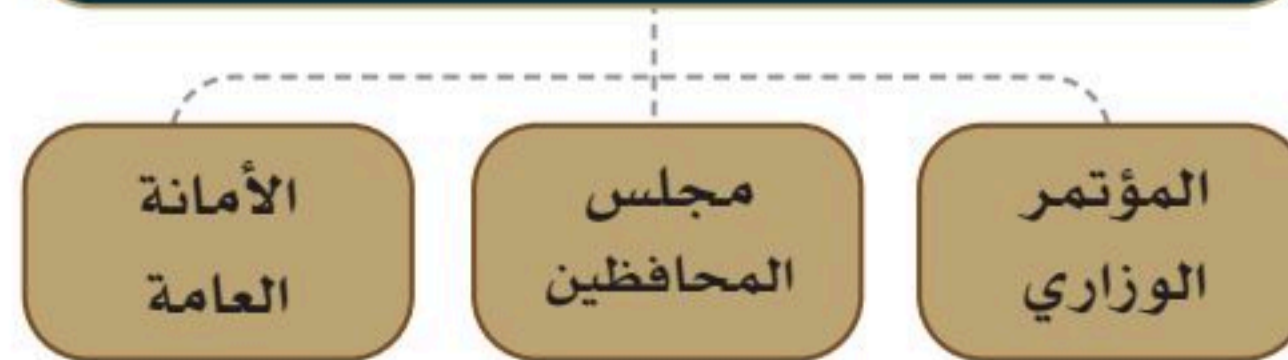 المؤتمر
الوزاري
مجلس
المحافظين
الأمانة
العامة